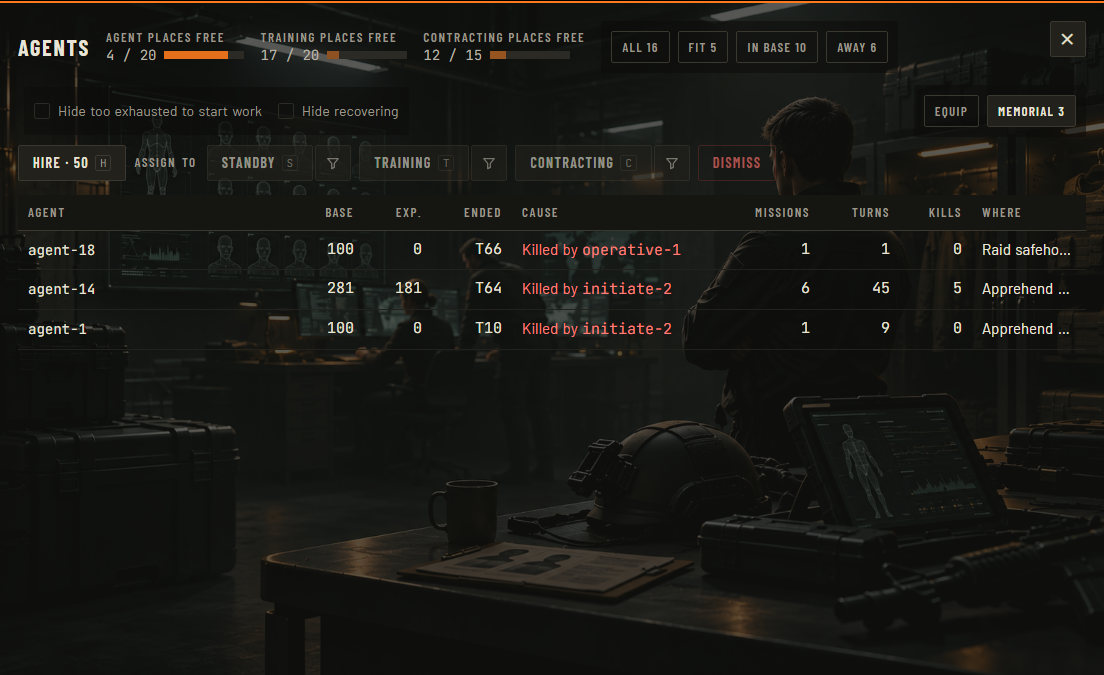 AGENTS
AGENT PLACES FREE
4 / 20
TRAINING PLACES FREE
17 / 20
CONTRACTING PLACES FREE
12 / 15
ALL 16
FIT 5
IN BASE 10
AWAY 6
Hide too exhausted to start work
Hide recovering
EQUIP
MEMORIAL 3
HIRE · 50 H
ASSIGN TO
STANDBY S
TRAINING T
CONTRACTING C
DISMISS
AGENT BASE EXP. ENDED CAUSE MISSIONS TURNS KILLS WHERE
agent-18 100 0 T66 Killed by operative-1 1 1 0 Raid safeho...
agent-14 281 181 T64 Killed by initiate-2 6 45 5 Apprehend ...
agent-1 100 0 T10 Killed by initiate-2 1 9 0 Apprehend ...